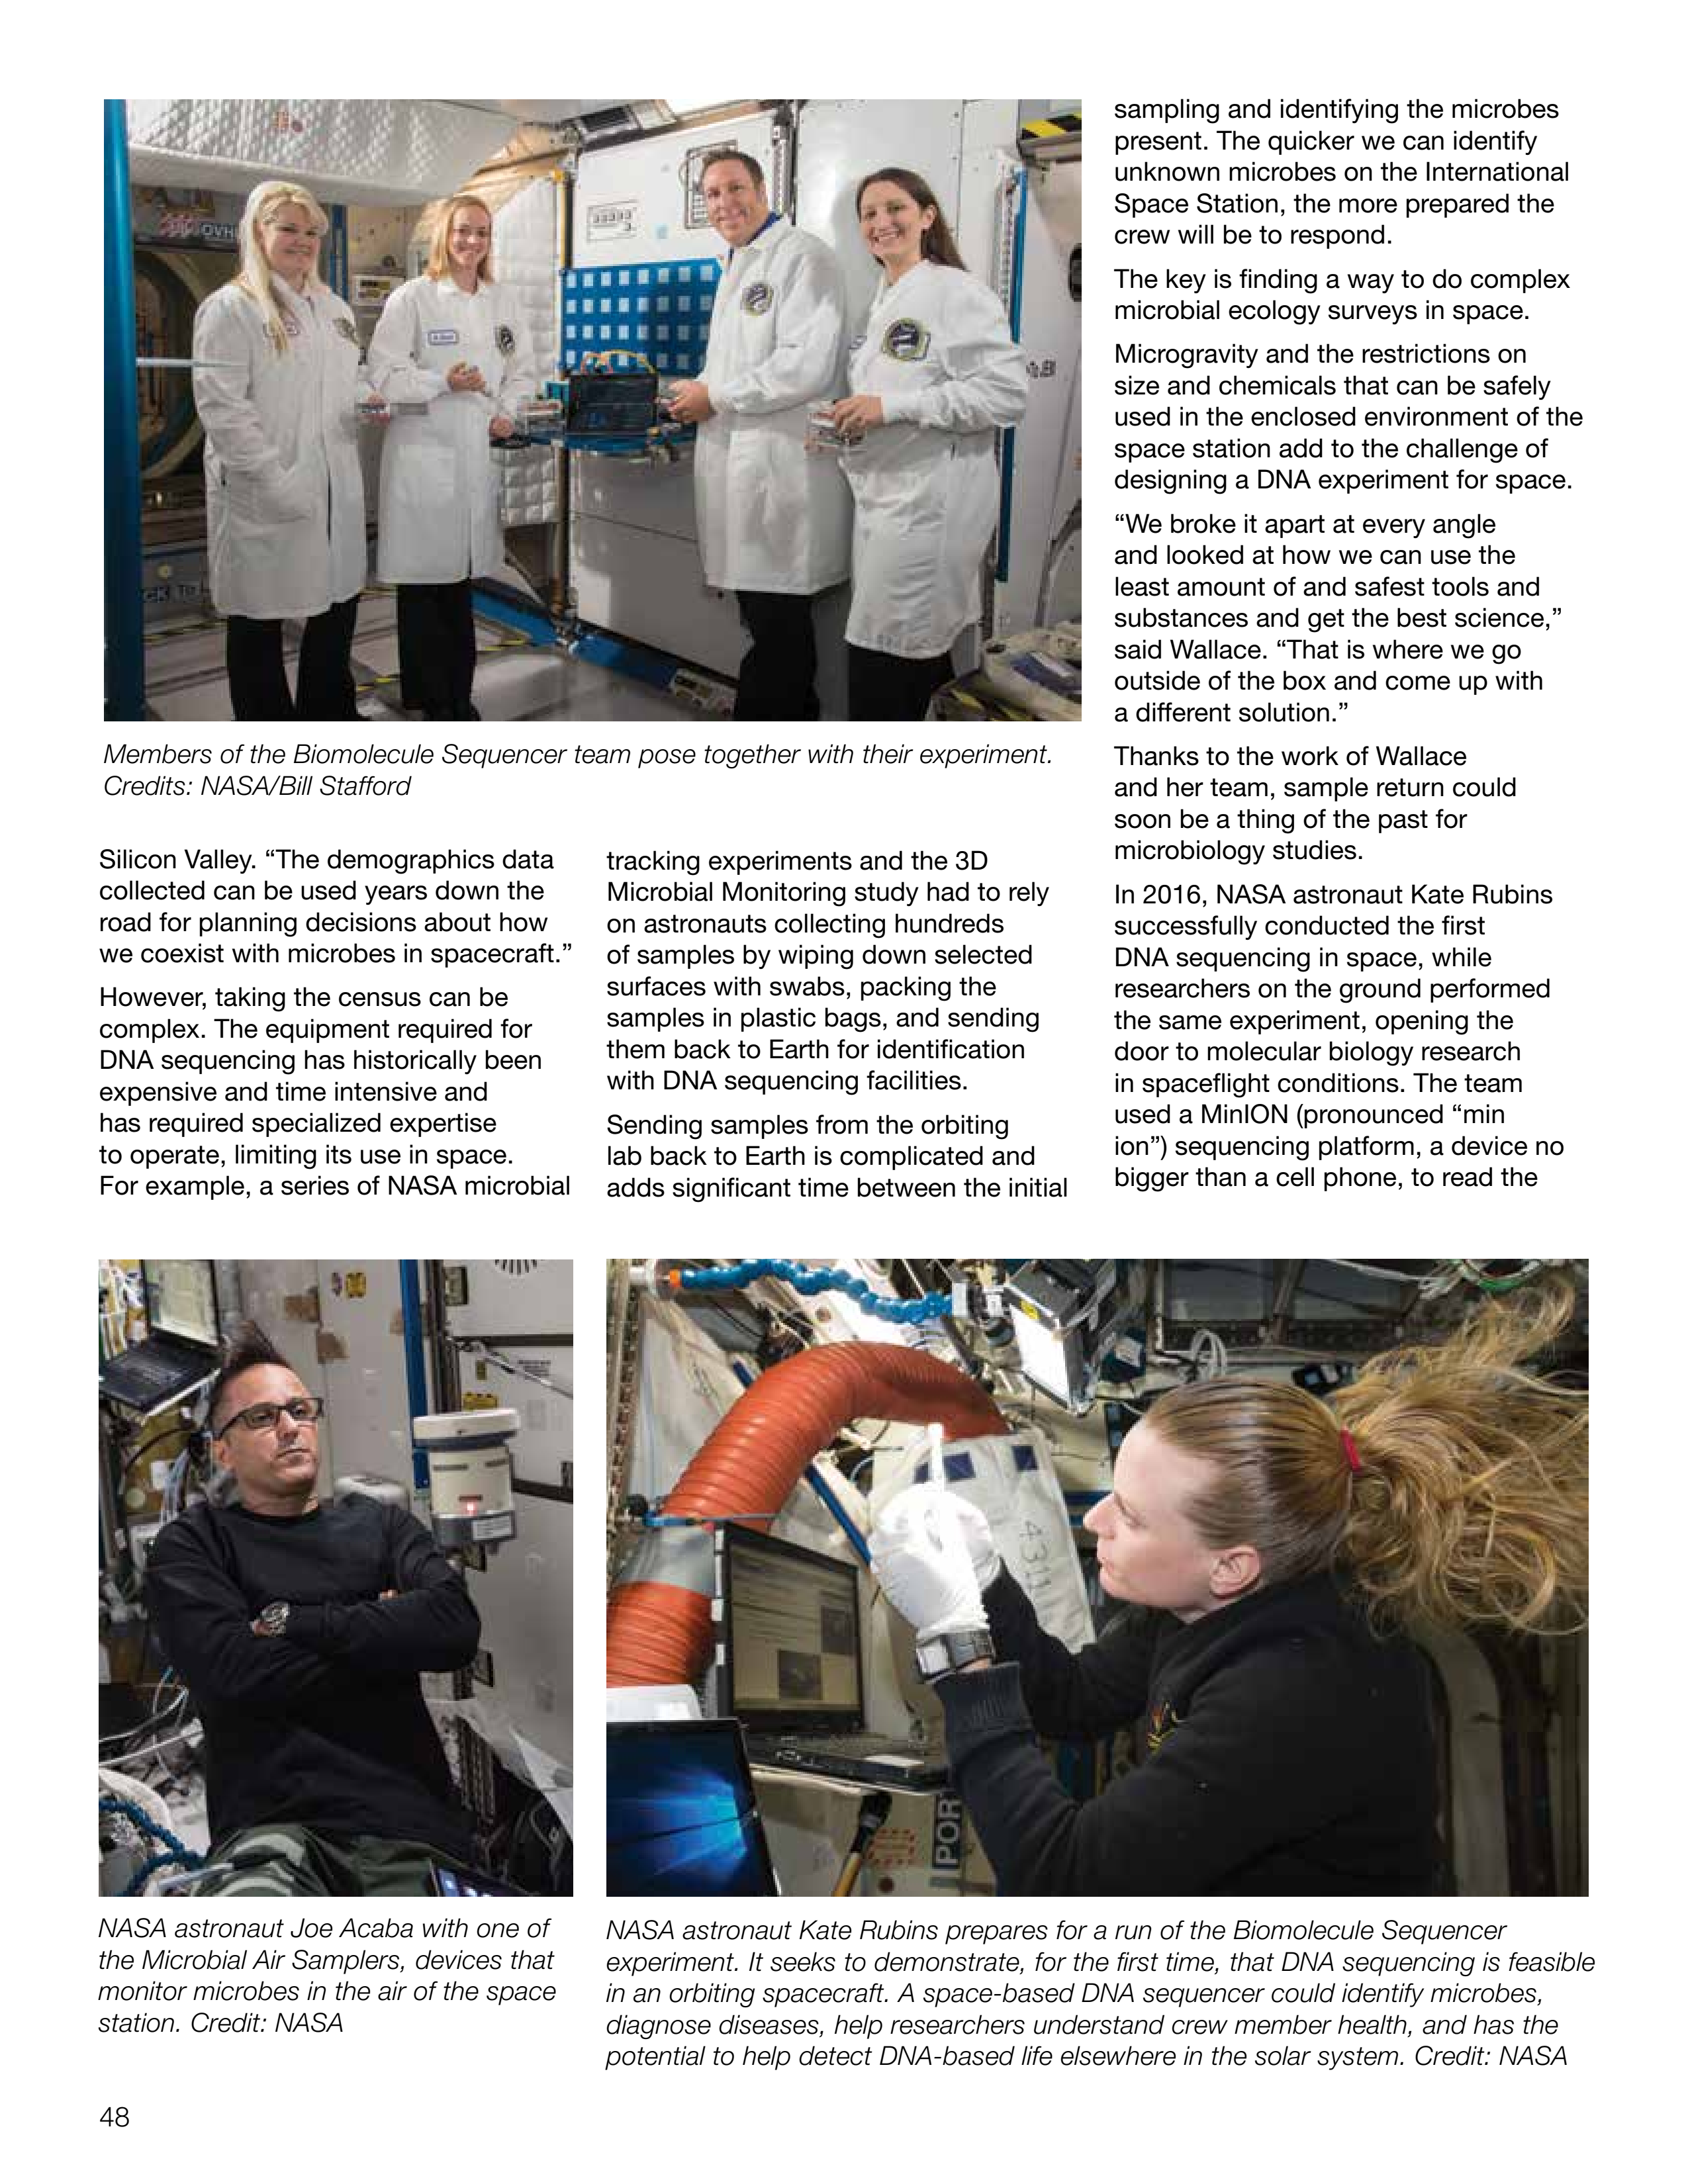 Members of the Biomolecule Sequencer team pose together with their experiment.
Credits: NASA/Bill Stafford
Silicon Valley. “The demographics data
collected can be used years down the
road for planning decisions about how
we coexist with microbes in spacecraft.”
However, taking the census can be
complex. The equipment required for
DNA sequencing has historically been
expensive and time intensive and
has required specialized expertise
to operate, limiting its use in space.
For example, a series of NASA microbial
tracking experiments and the 3D
Microbial Monitoring study had to rely
on astronauts collecting hundreds
of samples by wiping down selected
surfaces with swabs, packing the
samples in plastic bags, and sending
them back to Earth for identification
with DNA sequencing facilities.
Sending samples from the orbiting
lab back to Earth is complicated and
adds significant time between the initial
sampling and identifying the microbes
present. The quicker we can identify
unknown microbes on the International
Space Station, the more prepared the
crew will be to respond.
The key is finding a way to do complex
microbial ecology surveys in space.
Microgravity and the restrictions on
size and chemicals that can be safely
used in the enclosed environment of the
space station add to the challenge of
designing a DNA experiment for space.
“We broke it apart at every angle
and looked at how we can use the
least amount of and safest tools and
substances and get the best science,”
said Wallace. “That is where we go
outside of the box and come up with
a different solution.”
Thanks to the work of Wallace
and her team, sample return could
soon be a thing of the past for
microbiology studies.
In 2016, NASA astronaut Kate Rubins
successfully conducted the first
DNA sequencing in space, while
researchers on the ground performed
the same experiment, opening the
door to molecular biology research
in spaceflight conditions. The team
used a MinION (pronounced “min
ion”) sequencing platform, a device no
bigger than a cell phone, to read the
431
PORT
NASA astronaut Joe Acaba with one of
the Microbial Air Samplers, devices that
monitor microbes in the air of the space
station. Credit: NASA
NASA astronaut Kate Rubins prepares for a run of the Biomolecule Sequencer
experiment. It seeks to demonstrate, for the first time, that DNA sequencing is feasible
in an orbiting spacecraft. A space-based DNA sequencer could identify microbes,
diagnose diseases, help researchers understand crew member health, and has the
potential to help detect DNA-based life elsewhere in the solar system. Credit: NASA
48